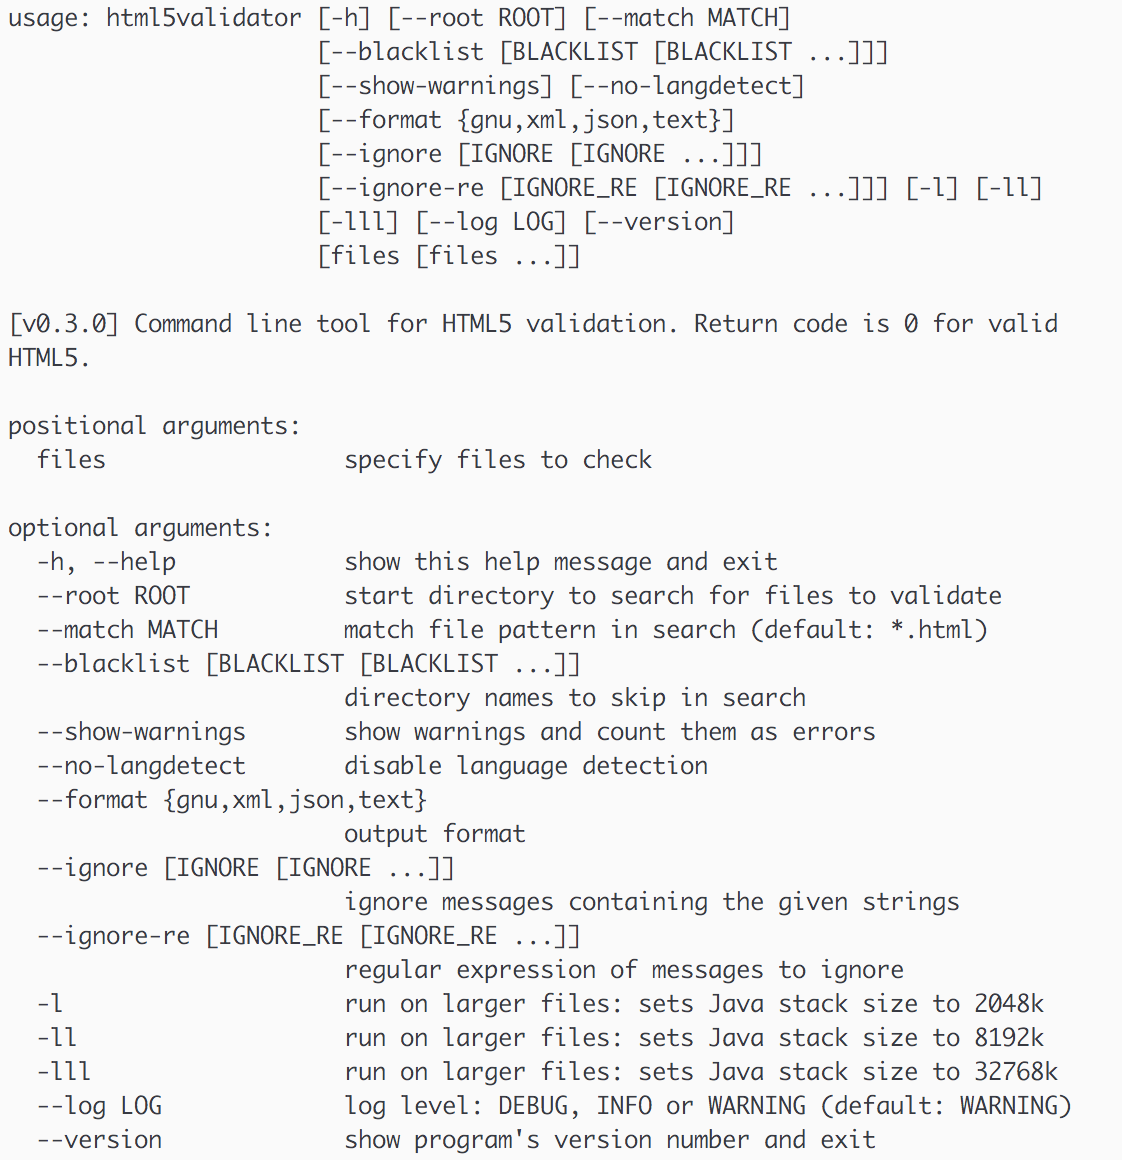 usage: html5validator [-h] [--root ROOT] [--match MATCH]
                      [--blacklist [BLACKLIST [BLACKLIST ...]]]
                      [--show-warnings] [--no-langdetect]
                      [--format {gnu,xml,json,text}]
                      [--ignore [IGNORE [IGNORE ...]]]
                      [--ignore-re [IGNORE_RE [IGNORE_RE ...]]] [-l] [-ll]
                      [-lll] [--log LOG] [--version]
                      [files [files ...]]

[v0.3.0] Command line tool for HTML5 validation. Return code is 0 for valid
HTML5.

positional arguments:
  files                 specify files to check

optional arguments:
  -h, --help            show this help message and exit
  --root ROOT           start directory to search for files to validate
  --match MATCH         match file pattern in search (default: *.html)
  --blacklist [BLACKLIST [BLACKLIST ...]]
                        directory names to skip in search
  --show-warnings       show warnings and count them as errors
  --no-langdetect       disable language detection
  --format {gnu,xml,json,text}
                        output format
  --ignore [IGNORE [IGNORE ...]]
                        ignore messages containing the given strings
  --ignore-re [IGNORE_RE [IGNORE_RE ...]]
                        regular expression of messages to ignore
  -l                    run on larger files: sets Java stack size to 2048k
  -ll                   run on larger files: sets Java stack size to 8192k
  -lll                  run on larger files: sets Java stack size to 32768k
  --log LOG             log level: DEBUG, INFO or WARNING (default: WARNING)
  --version             show program's version number and exit